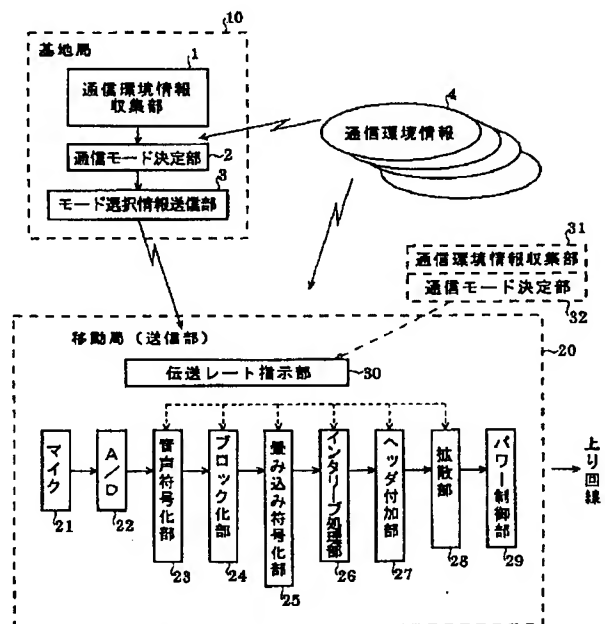 10
基地局
1
通信環境情報
収集部
通信モード決定部
2
3
モード選択情報送信部
4
通信環境情報
31
通信環境情報収集部
通信モード決定部
32
移動局(送信部)
20
伝送レート指示部
30
マイク
A/D
音声符号化部
ブロック化部
畳み込み符号化部
インタリーブ処理部
ヘッダ付加部
拡散部
パワー制御部
上り回線
21
22
23
24
25
26
27
28
29